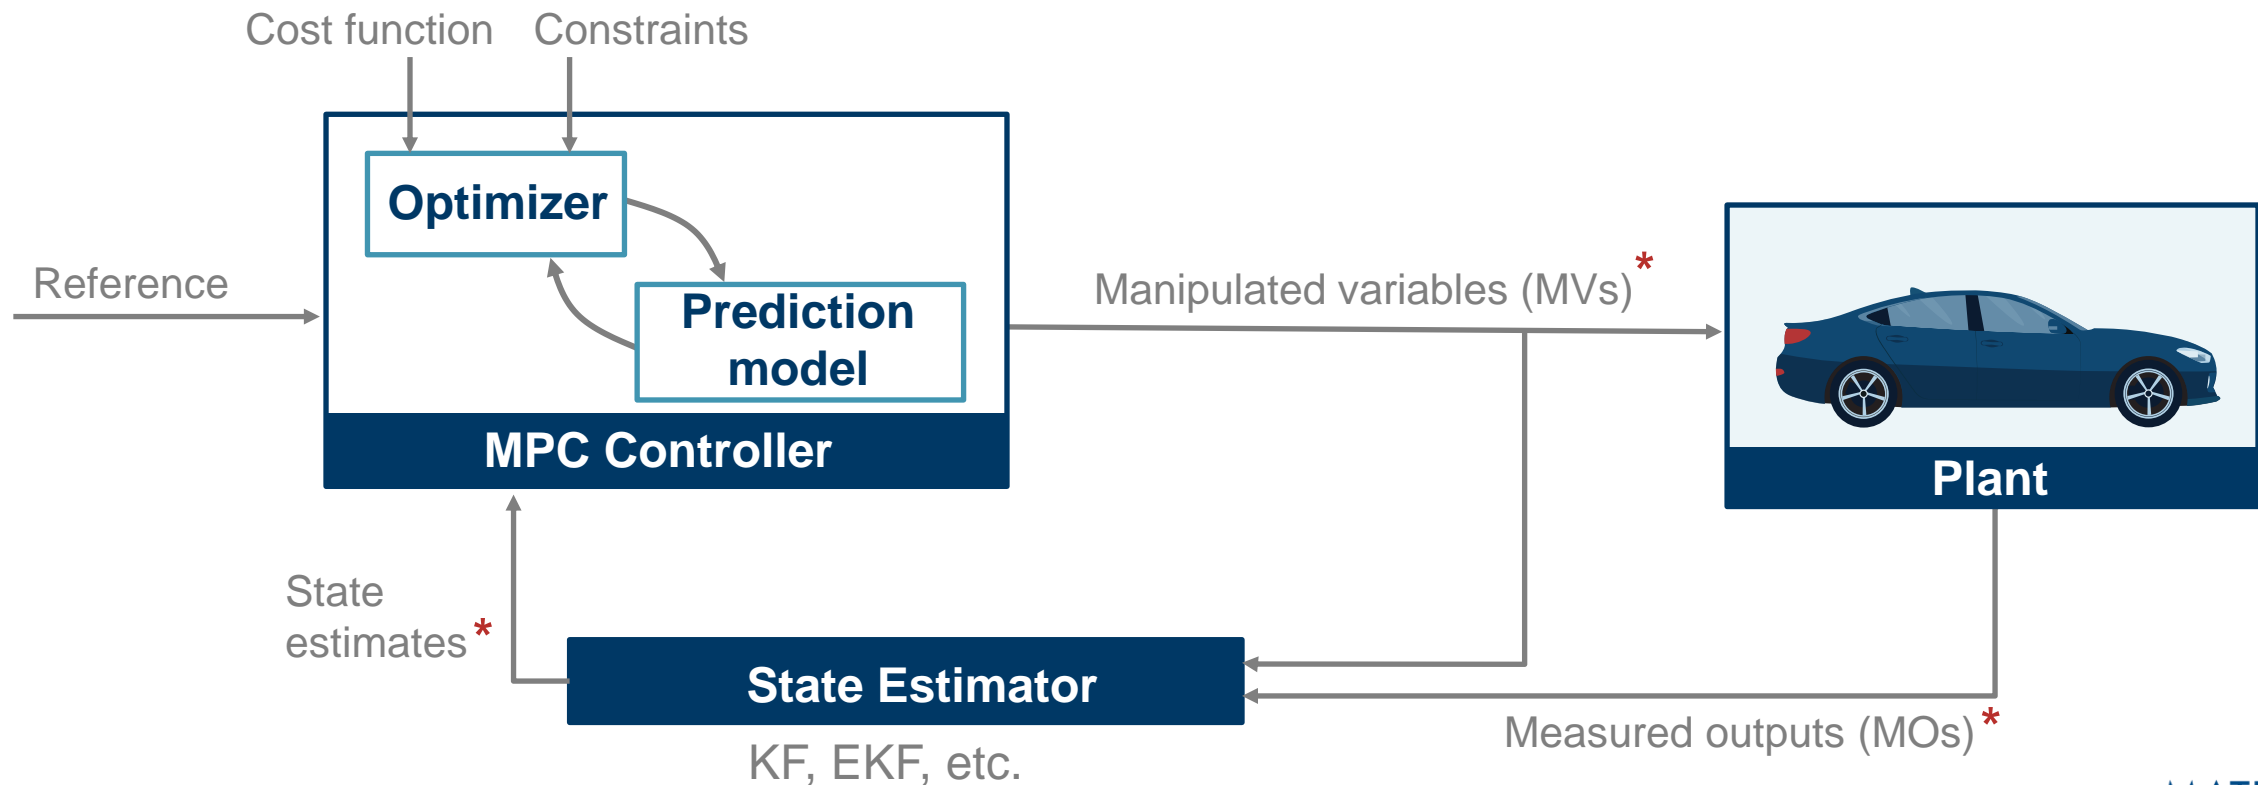 Cost function
Constraints
Optimizer
Reference
Prediction
model
Manipulated variables (MVs)*
MPC Controller
Plant
State
estimates*
State Estimator
Measured outputs (MOs)*
KF, EKF, etc.